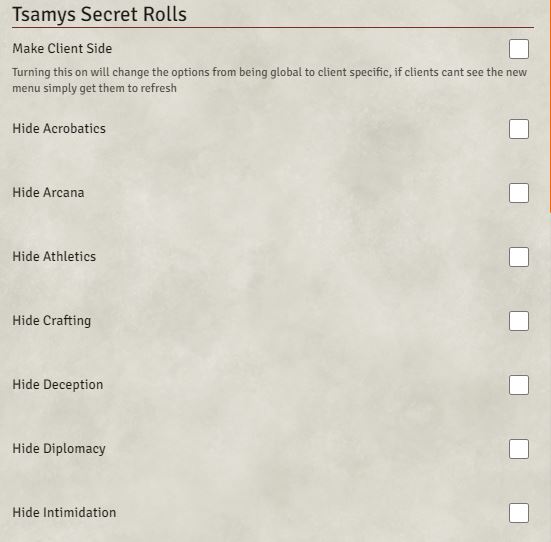 Tsamys Secret Rolls
Make Client Side
Turning this on will change the options from being global to client specific, if clients cant see the new
menu simply get them to refresh
Hide Acrobatics
Hide Arcana
Hide Athletics
Hide Crafting
Hide Deception
Hide Diplomacy
Hide Intimidation